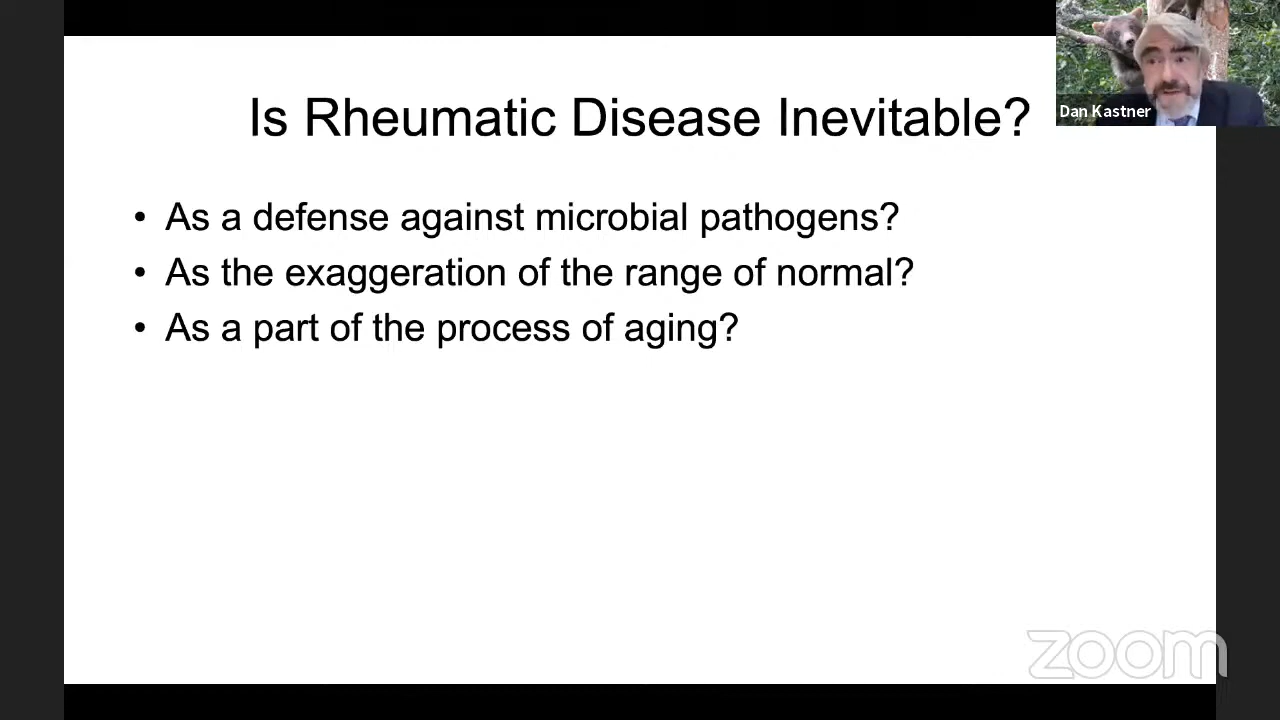 Is Rheumatic Disease Inevitable?
Dan Kastner
• As a defense against microbial pathogens?
• As the exaggeration of the range of normal?
• As a part of the process of aging?
zoom